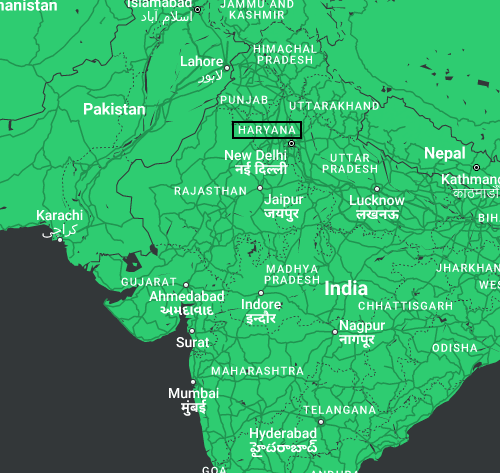 hanistan
Islamabad
اسلام آباد
JAMMU AND
KASHMIR
HIMACHAL
PRADESH
Lahore
لاہور
PUNJAB
UTTARAKHAND
Pakistan
HARYANA
New Delhi
नई दिल्ली
UTTAR
PRADESH
Nepal
Kathmand
काठमाडौं
RAJASTHAN
Jaipur
जयपुर
Lucknow
लखनऊ
Karachi
کراچی
BIH
MADHYA
PRADESH
JHARKHAN
GUJARAT
India
WES
Ahmedabad
અમદાવાદ
Indore
इन्दौर
CHHATTISGARH
Nagpur
नागपूर
Surat
ODISHA
MAHARASHTRA
Mumbai
मुंबई
TELANGANA
Hyderabad
హైదరాబాద్
GOA